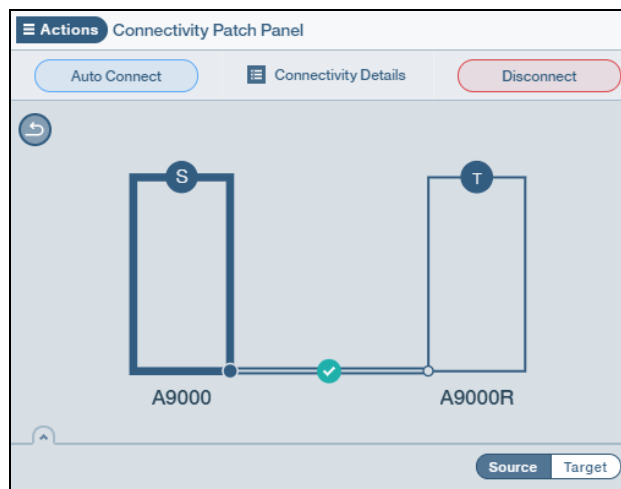 Actions Connectivity Patch Panel
Auto Connect Connectivity Details Disconnect
S T
A9000 A9000R
Source Target